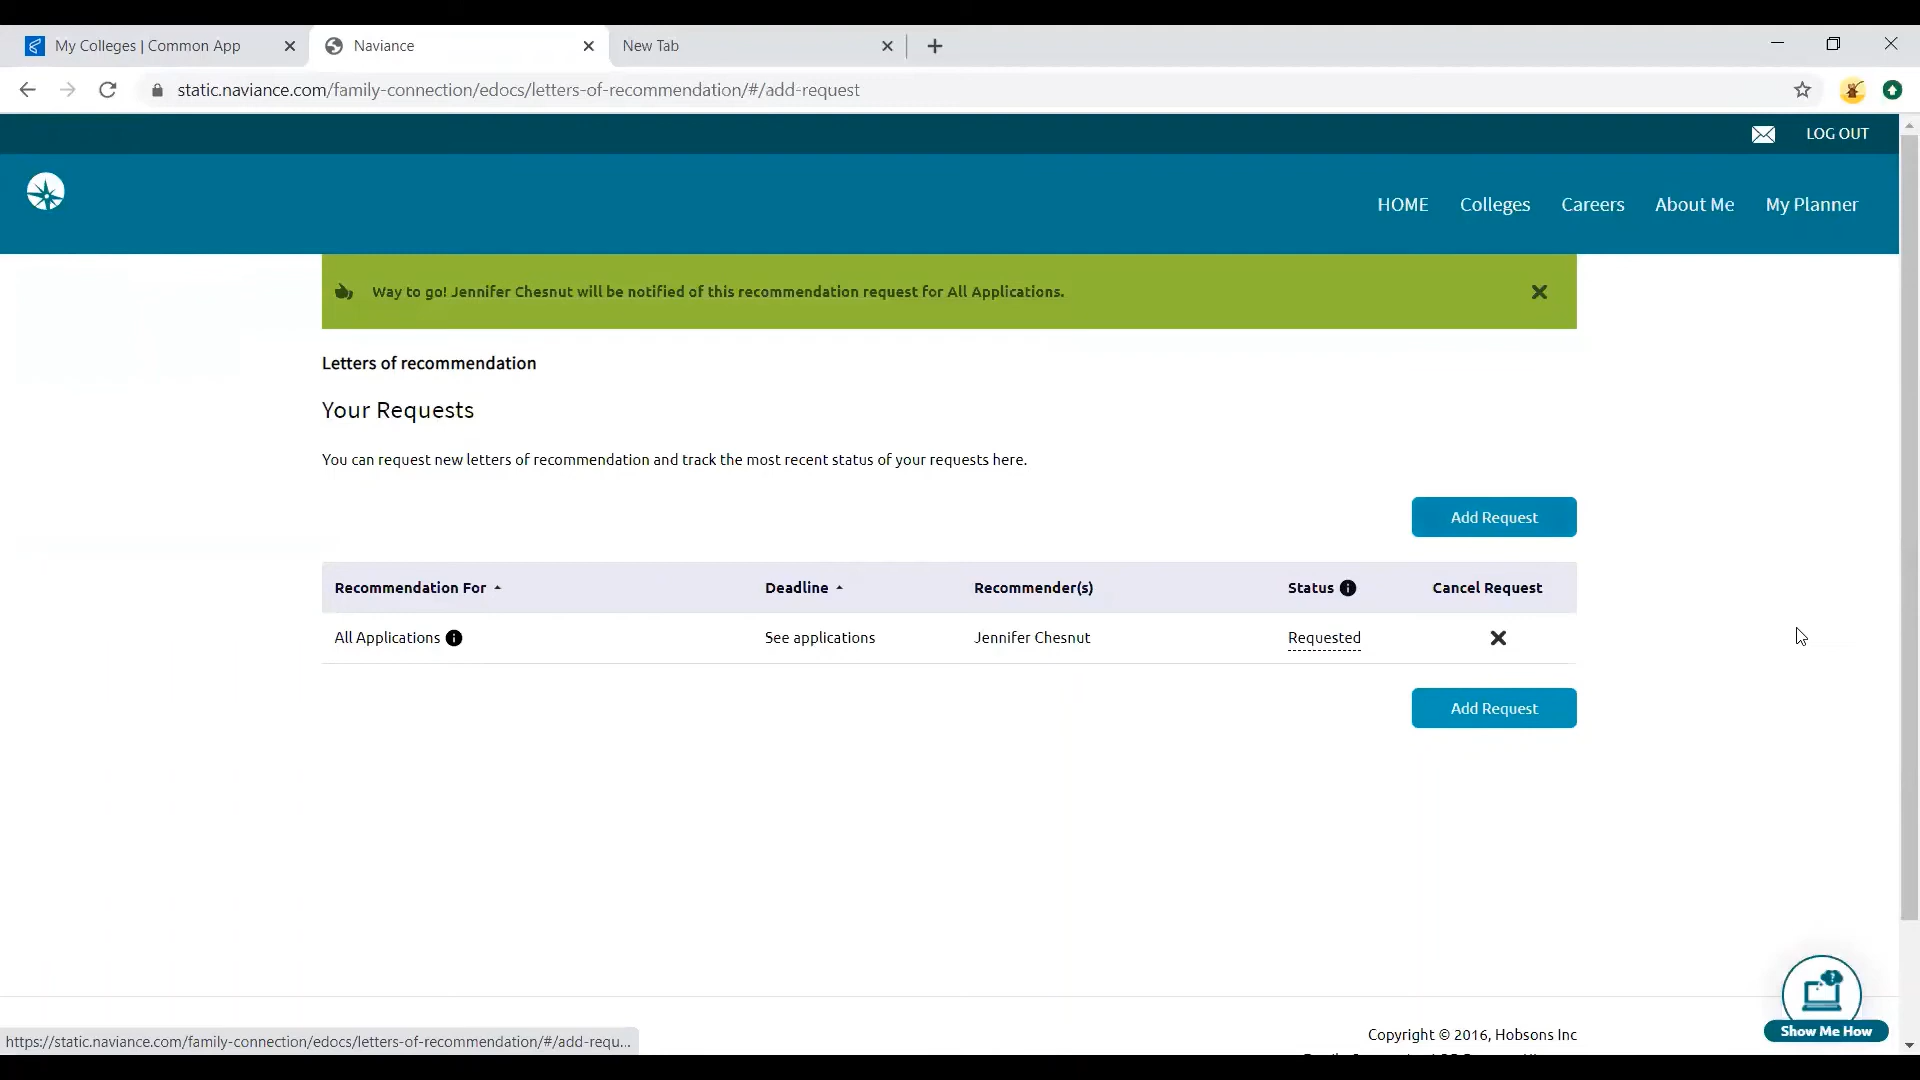 My Colleges | Common App
Naviance
New Tab
static.naviance.com/family-connection/edocs/letters-of-recommendation/#/add-request
LOG OUT
HOME Colleges Careers About Me My Planner
Way to go! Jennifer Chesnut will be notified of this recommendation request for All Applications.
Letters of recommendation
Your Requests
You can request new letters of recommendation and track the most recent status of your requests here.
Add Request
Recommendation For Deadline Recommender(s) Status Cancel Request
All Applications See applications Jennifer Chesnut Requested
Add Request
Show Me How
Copyright © 2016, Hobsons Inc
https://static.naviance.com/family-connection/edocs/letters-of-recommendation/#/add-requ...